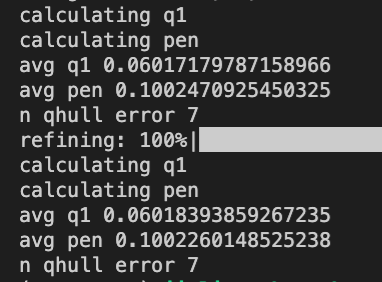 calculating q1
calculating pen
avg q1 0.06017179787158966
avg pen 0.1002470925450325
n qhull error 7
refining: 100%|
calculating q1
calculating pen
avg q1 0.06018393859267235
avg pen 0.1002260148525238
n qhull error 7